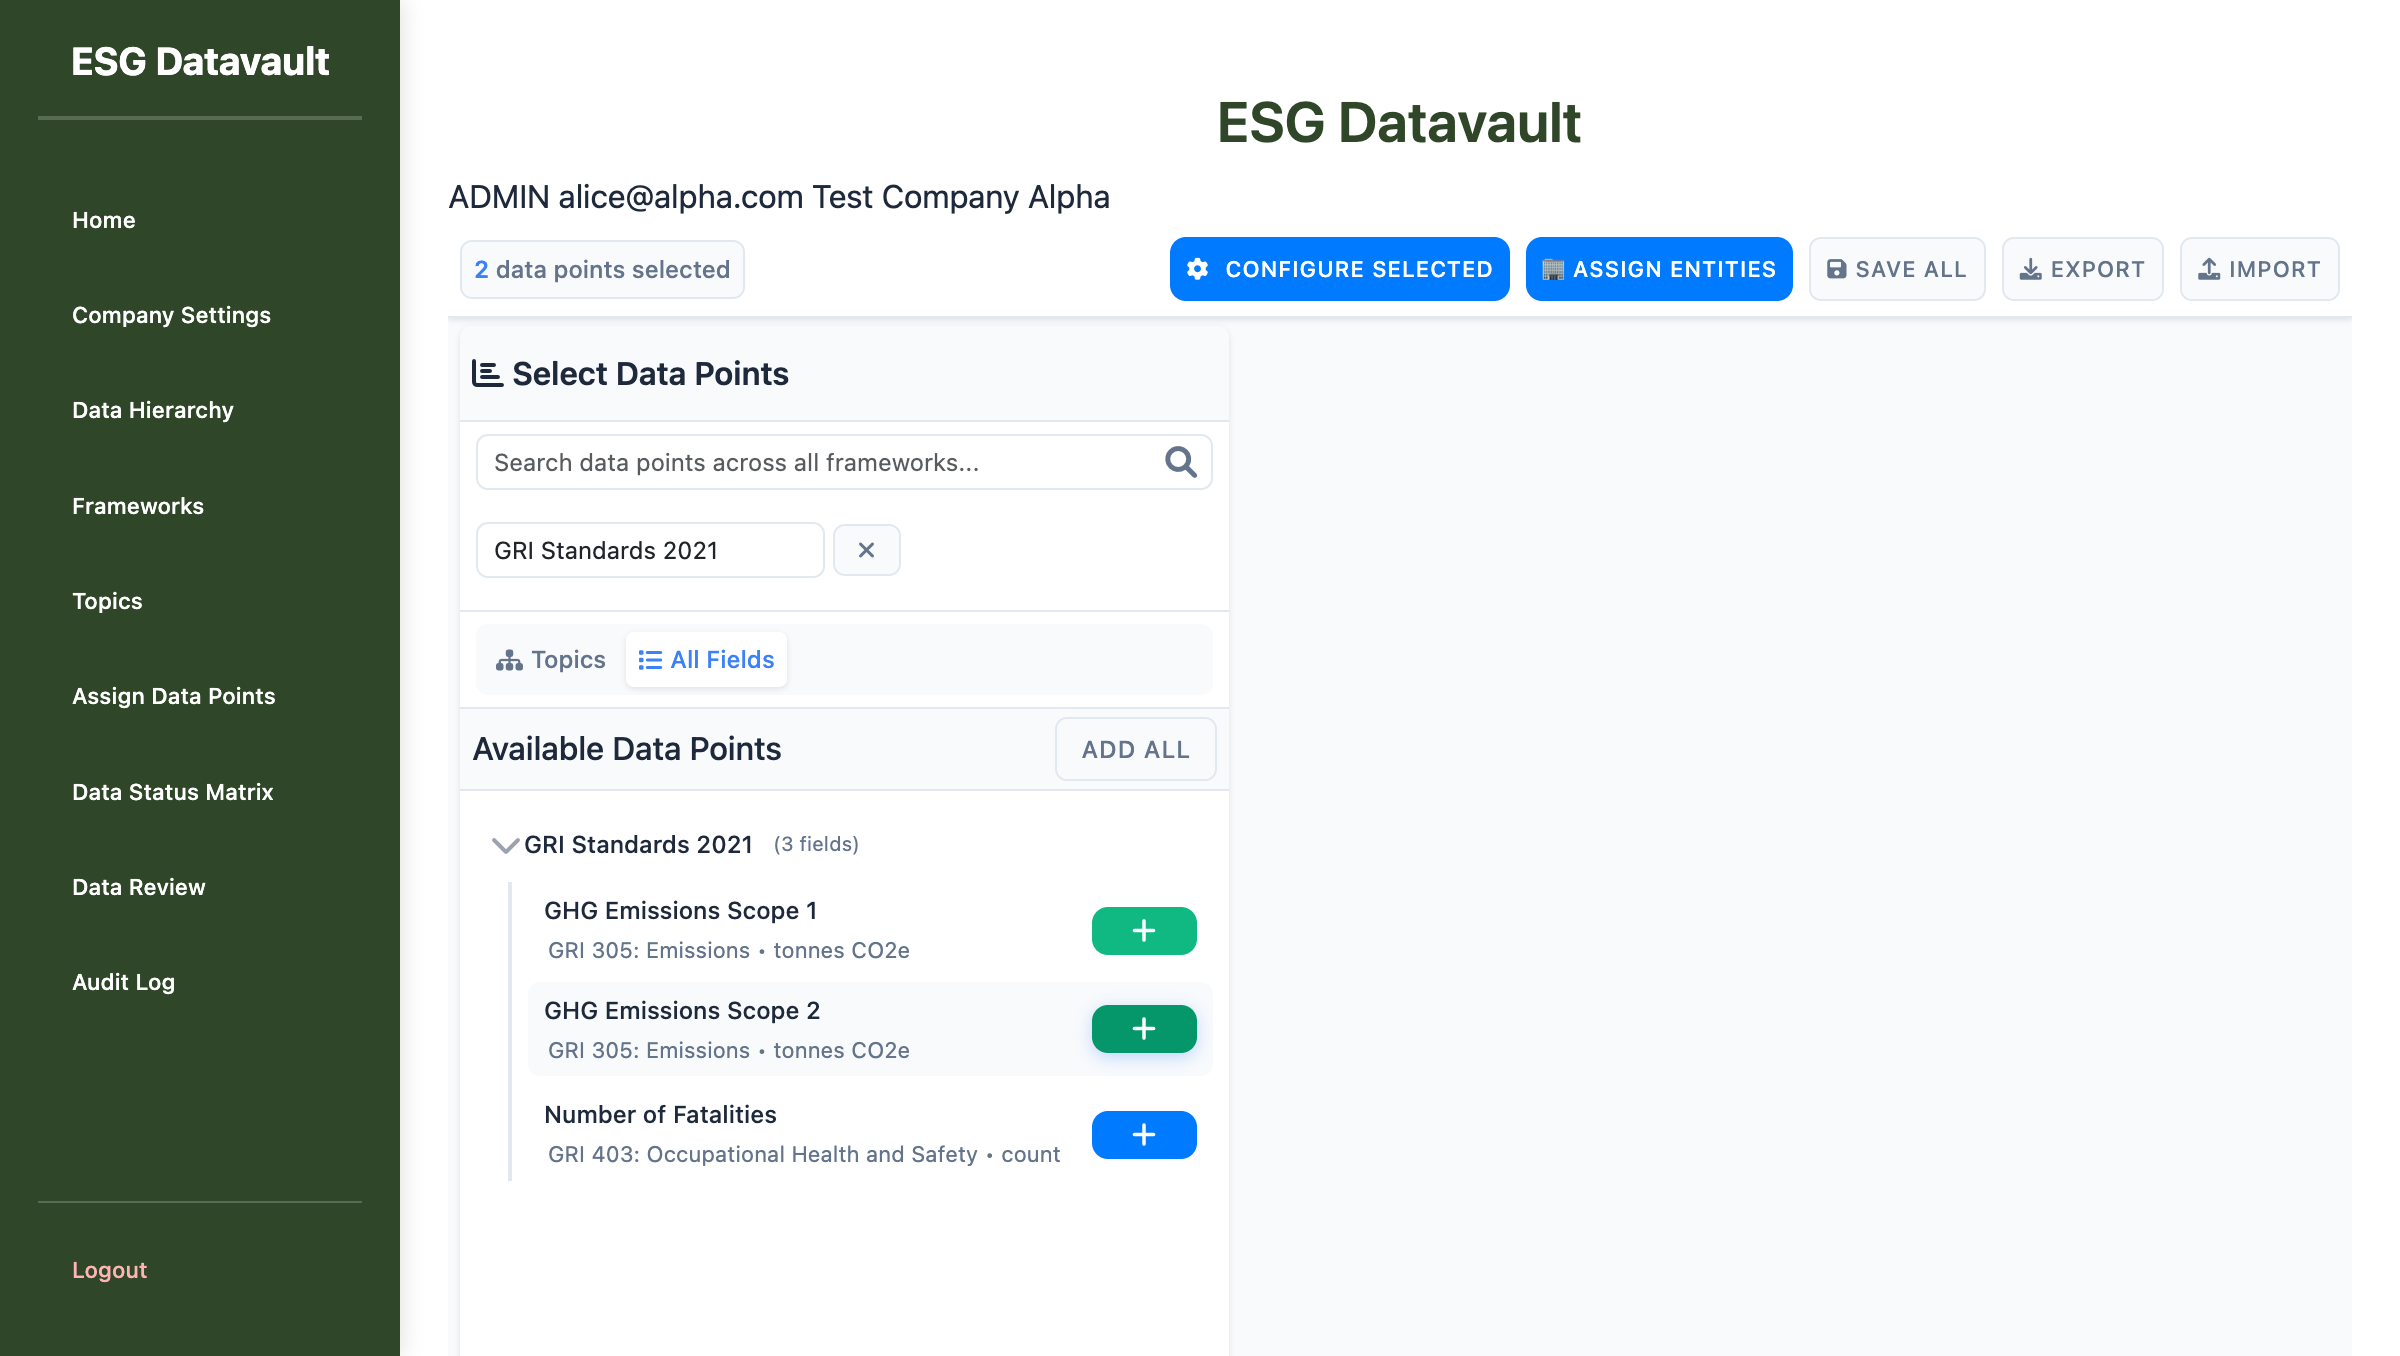 ESG Datavault
Home
Company Settings
Data Hierarchy
Frameworks
Topics
Assign Data Points
Data Status Matrix
Data Review
Audit Log
Logout
ESG Datavault
ADMIN alice@alpha.com Test Company Alpha
2 data points selected
CONFIGURE SELECTED
ASSIGN ENTITIES
SAVE ALL
EXPORT
IMPORT
Select Data Points
Search data points across all frameworks...
GRI Standards 2021
Topics
All Fields
Available Data Points
ADD ALL
GRI Standards 2021 (3 fields)
GHG Emissions Scope 1
GRI 305: Emissions • tonnes CO2e
GHG Emissions Scope 2
GRI 305: Emissions • tonnes CO2e
Number of Fatalities
GRI 403: Occupational Health and Safety • count